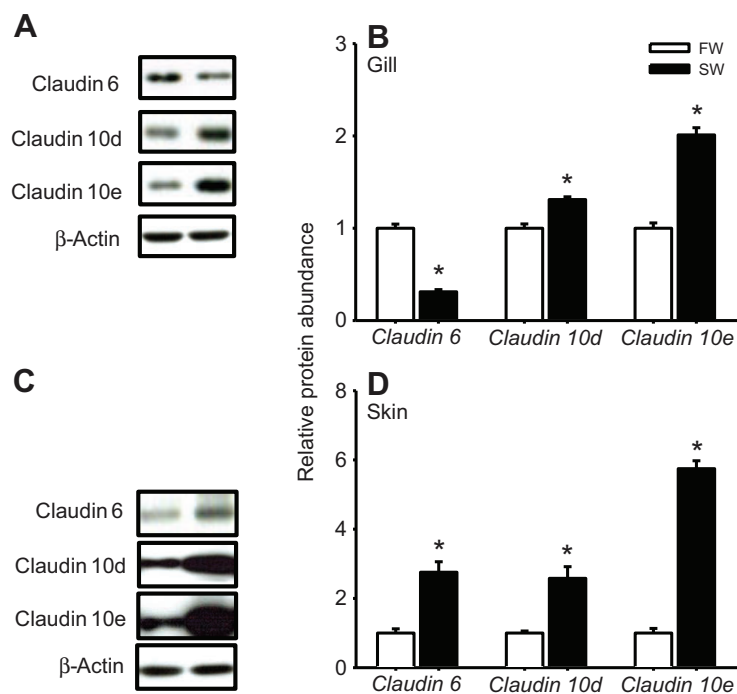 A
Claudin 6
Claudin 10d
Claudin 10e
β-Actin
B
Gill
FW
SW
3
2
1
0
*
*
*
Claudin 6 Claudin 10d Claudin 10e
Relative protein abundance
C
Claudin 6
Claudin 10d
Claudin 10e
β-Actin
D
Skin
8
6
4
2
0
*
*
*
Claudin 6 Claudin 10d Claudin 10e